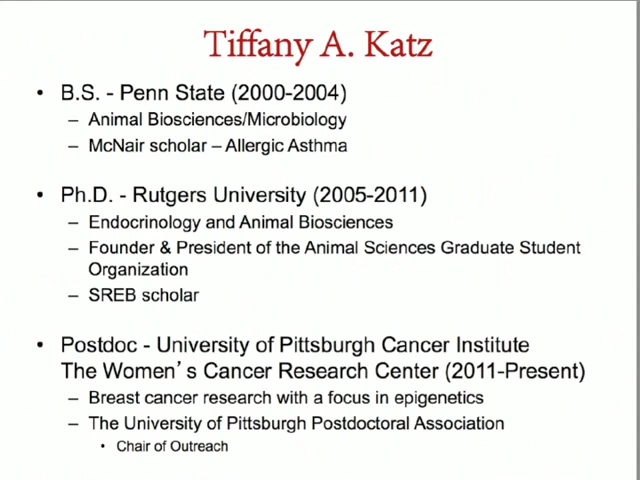 Tiffany A. Katz
• B.S. - Penn State (2000-2004)
– Animal Biosciences/Microbiology
– McNair scholar – Allergic Asthma
• Ph.D. - Rutgers University (2005-2011)
– Endocrinology and Animal Biosciences
– Founder & President of the Animal Sciences Graduate Student
Organization
– SREB scholar
• Postdoc - University of Pittsburgh Cancer Institute
The Women’s Cancer Research Center (2011-Present)
– Breast cancer research with a focus in epigenetics
– The University of Pittsburgh Postdoctoral Association
• Chair of Outreach